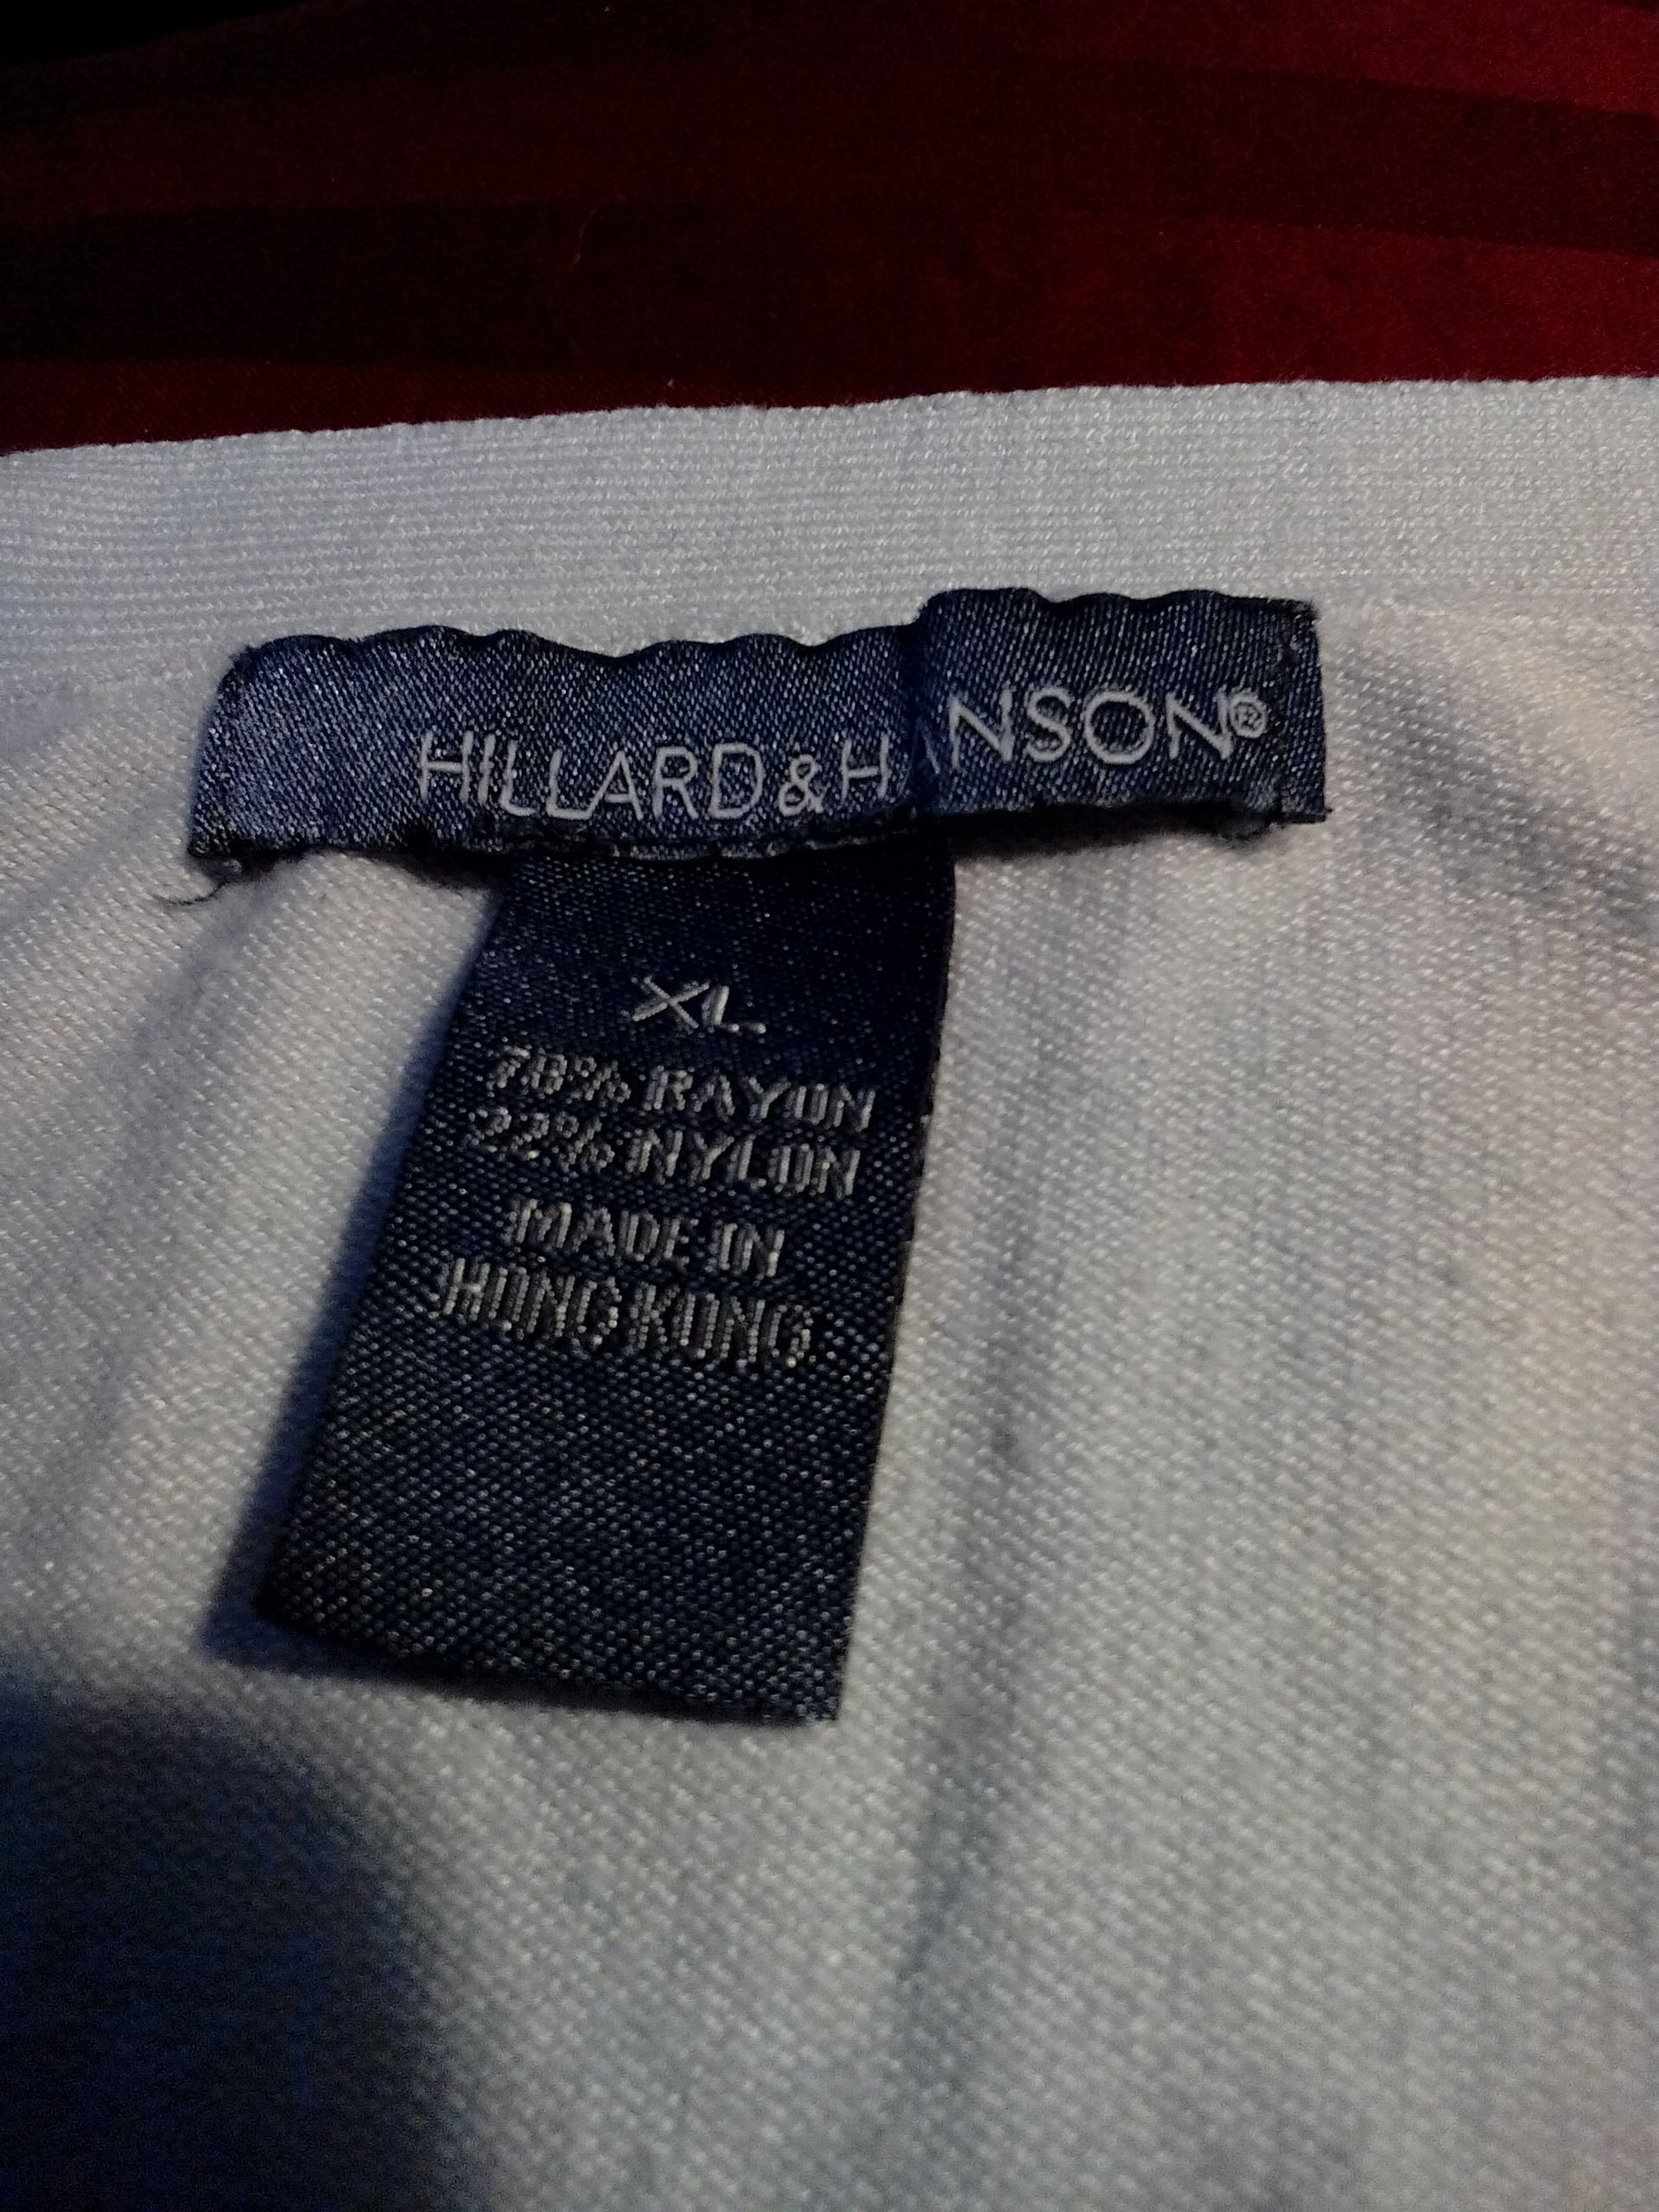 HILLARD & HANSON®
XL
78% RAYON
22% NYLON
MADE IN
HONG KONG